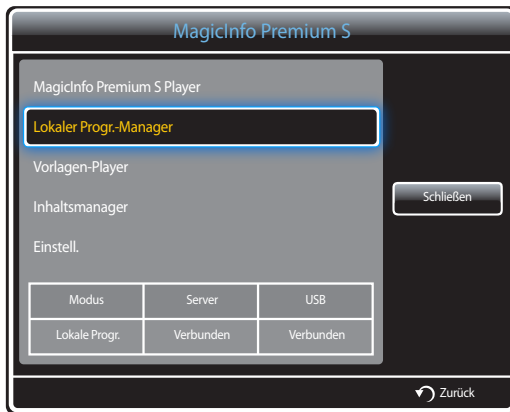 MagicInfo Premium S
MagicInfo Premium S Player
Lokaler Progr.-Manager
Vorlagen-Player
Inhaltsmanager
Einstell.
Schließen
Modus Server USB
Lokale Progr. Verbunden Verbunden
Zurück